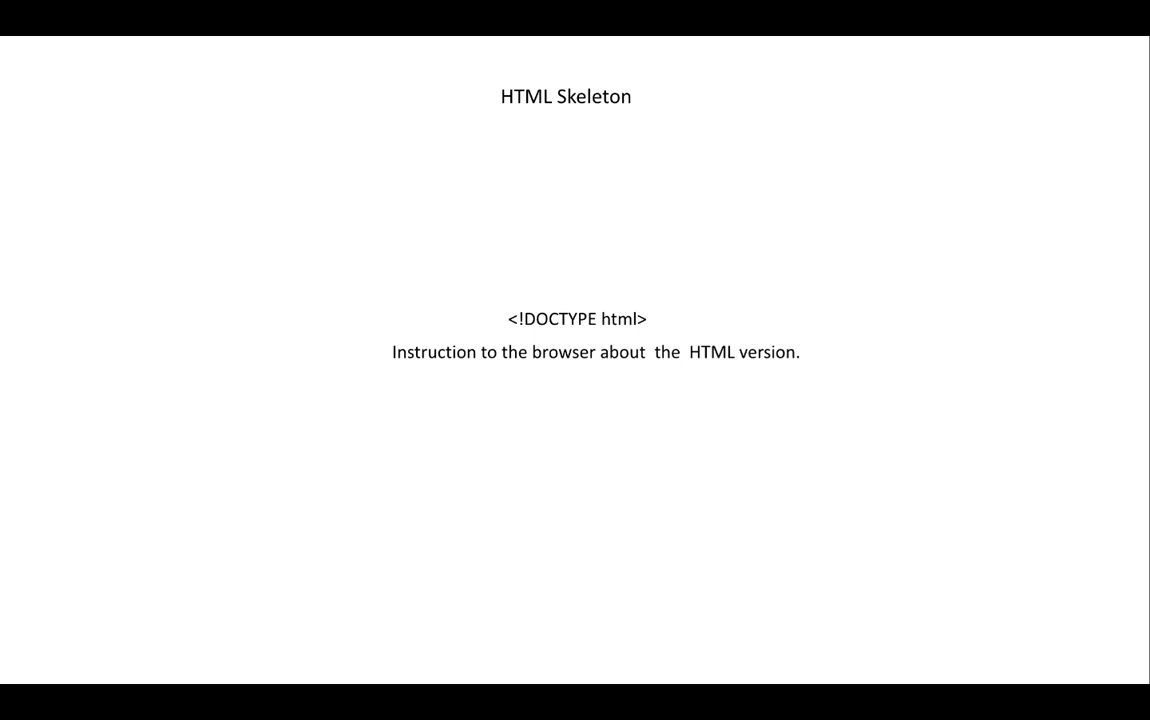 HTML Skeleton
<!DOCTYPE html>
Instruction to the browser about  the  HTML version.